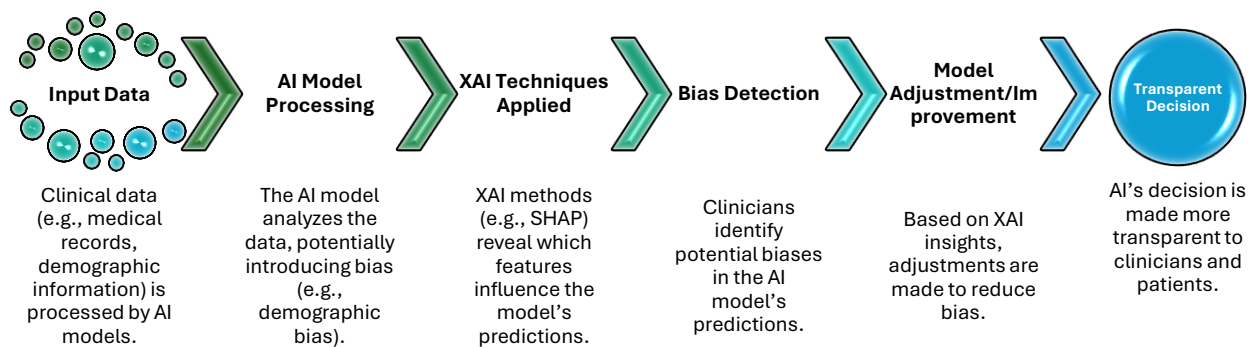 Input Data
AI Model
Processing
XAI Techniques
Applied
Bias Detection
Model
Adjustment/Im
provement
Transparent
Decision
Clinical data
(e.g., medical
records,
demographic
information) is
processed by AI
models.
The AI model
analyzes the
data, potentially
introducing bias
(e.g.,
demographic
bias).
XAI methods
(e.g., SHAP)
reveal which
features
influence the
model's
predictions.
Clinicians
identify
potential biases
in the AI
model's
predictions.
Based on XAI
insights,
adjustments are
made to reduce
bias.
AI's decision is
made more
transparent to
clinicians and
patients.